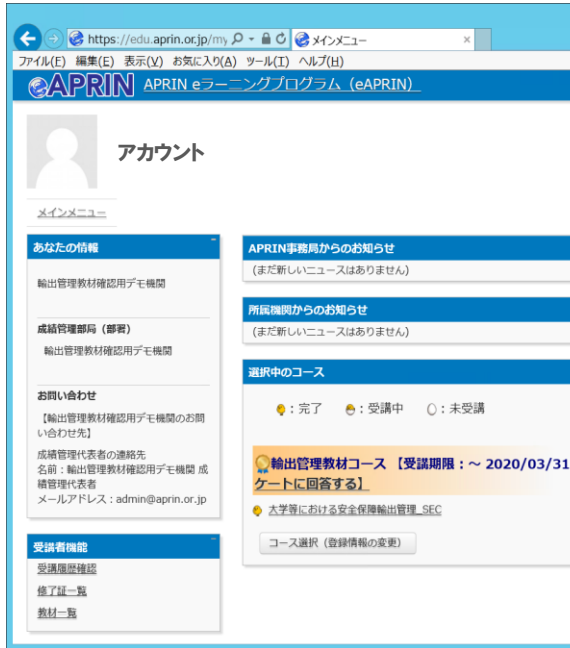 https://edu.aprin.or.jp/my
メインメニュー
ファイル(F) 編集(E) 表示(V) お気に入り(A) ツール(T) ヘルプ(H)
eAPRIN APRIN eラーニングプログラム（eAPRIN）
アカウント
メインメニュー
あなたの情報
輸出管理教材確認用デモ機関
成績管理部局（部署）
輸出管理教材確認用デモ機関
お問い合わせ
【輸出管理教材確認用デモ機関のお問
い合わせ先】
成績管理代表者の連絡先
名前：輸出管理教材確認用デモ機関 成
績管理代表者
メールアドレス：admin@aprin.or.jp
受講者機能
受講履歴確認
修了証一覧
教材一覧
APRIN事務局からのお知らせ
(まだ新しいニュースはありません)
所属機関からのお知らせ
(まだ新しいニュースはありません)
選択中のコース
：完了 ：受講中 ：未受講
輸出管理教材コース 【受講期限：～ 2020/03/31
ケートに回答する】
大学等における安全保障輸出管理_SEC
コース選択（登録情報の変更）